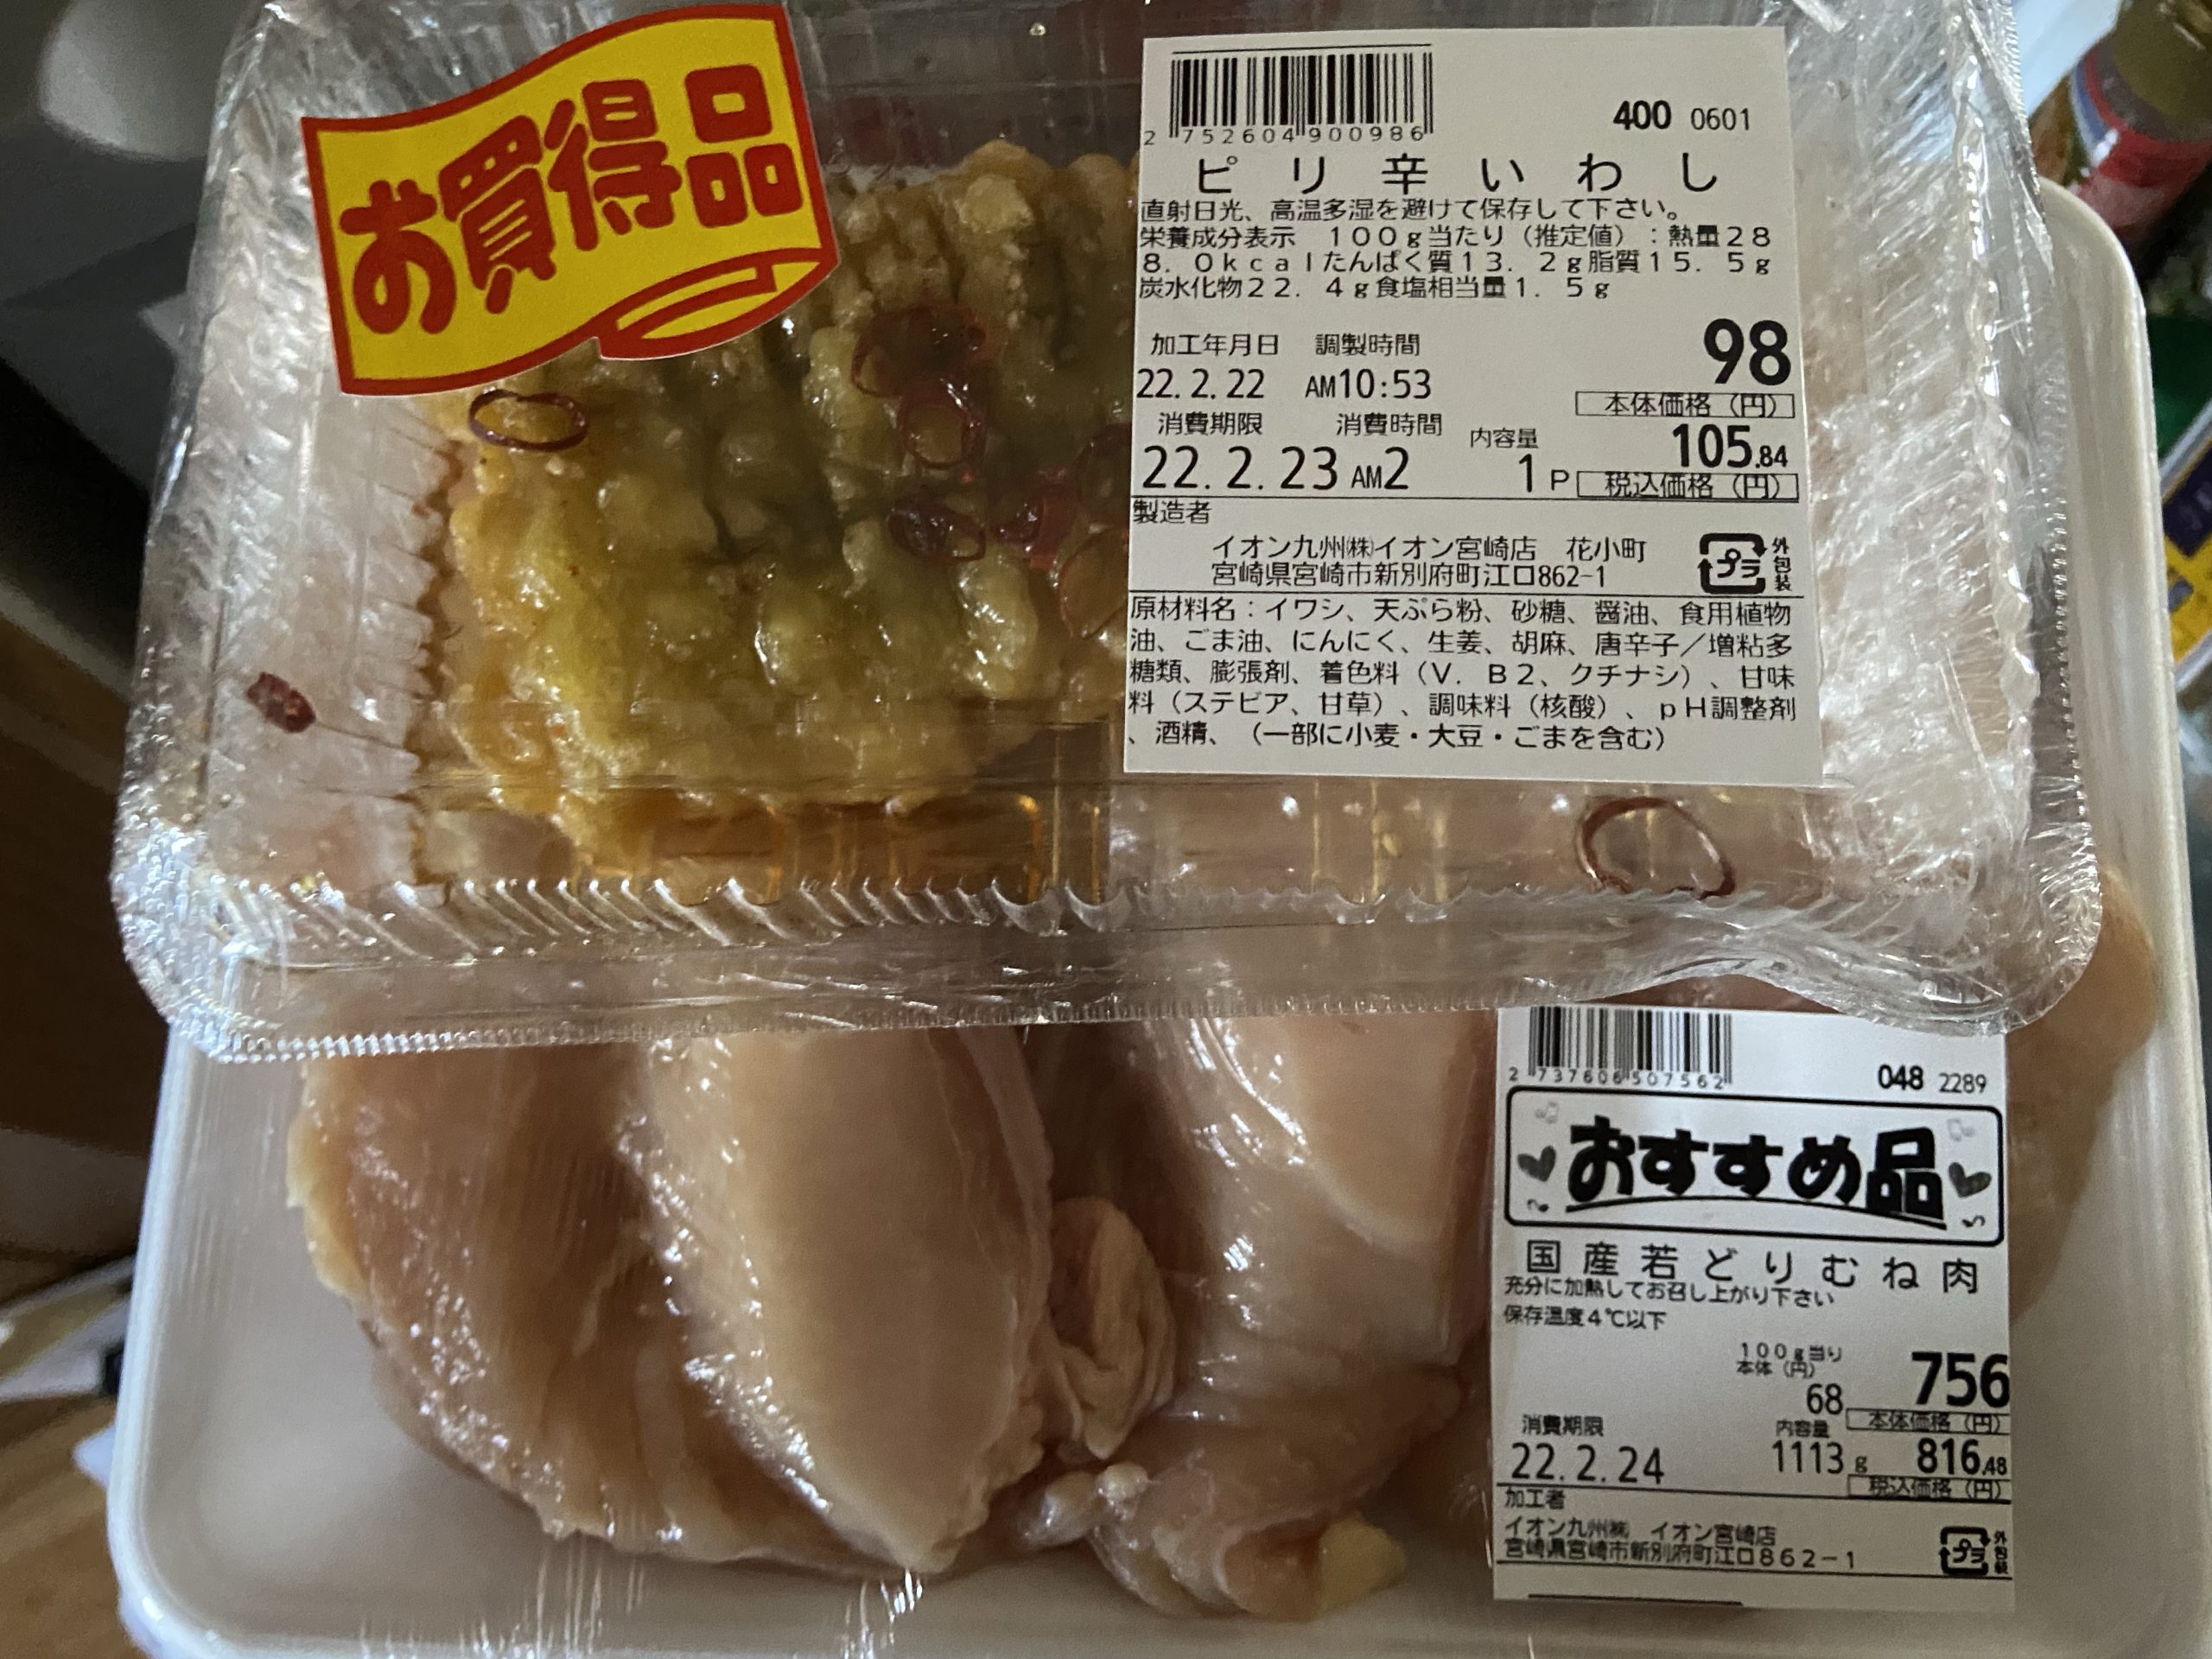 お買得品
2 752604 900986
400 0601
ピリ辛いわし
直射日光、高温多湿を避けて保存して下さい。
栄養成分表示 100g当たり(推定値):熱量28
8.0kcalたんぱく質13.2g脂質15.5g
炭水化物22.4g食塩相当量1.5g
加工年月日 調製時間
98
22.2.22 AM10:53
本体価格(円)
消費期限 消費時間 内容量
105.84
22.2.23 AM2 1P 税込価格(円)
製造者
イオン九州㈱イオン宮崎店 花小町
宮崎県宮崎市新別府町江口862-1
プラ 外包装
原材料名:イワシ、天ぷら粉、砂糖、醤油、食用植物
油、ごま油、にんにく、生姜、胡麻、唐辛子/増粘多
糖類、膨張剤、着色料(V.B2、クチナシ)、甘味
料(ステビア、甘草)、調味料(核酸)、pH調整剤
、酒精、(一部に小麦・大豆・ごまを含む)
2 737606 507562
048 2289
おすすめ品
国産若どりむね肉
充分に加熱してお召し上がり下さい
保存温度4℃以下
100g当り
本体(円)
756
68
本体価格(円)
消費期限 内容量
22.2.24 1113g 816.48
税込価格(円)
加工者
イオン九州㈱ イオン宮崎店
宮崎県宮崎市新別府町江口862-1
プラ 外包装